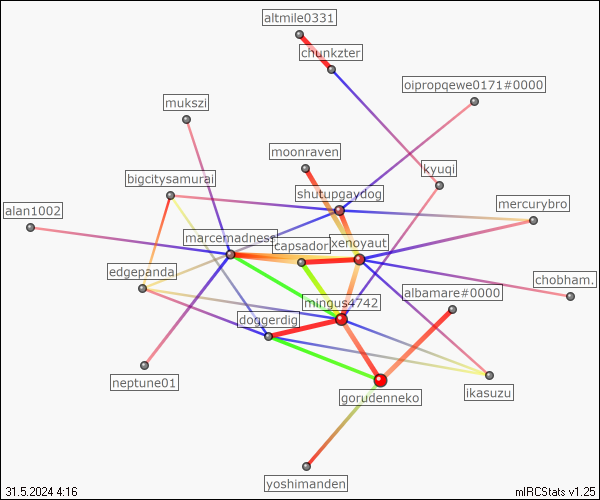 altmile0331
chunkzter
oipropqewe0171#0000
mukszi
moonraven
kyuqi
bigcitysamurai
shutupgaydog
mercurybro
alan1002
marcemadness
capsador
xenoyaut
edgepanda
chobham.
albamare#0000
mingus4742
doggerdig
neptune01
gorudenneko
ikasuzu
yoshimanden
31.5.2024 4:16
mIRCStats v1.25